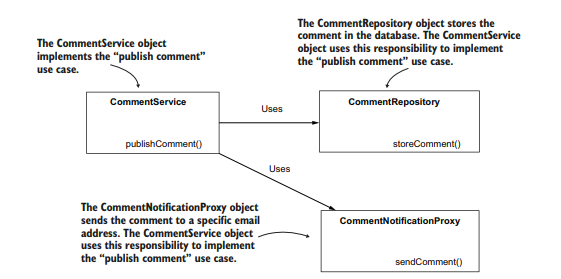 The CommentRepository object stores the
comment in the database. The CommentService
object uses this responsibility to implement
the “publish comment” use case.
The CommentService object
implements the “publish comment”
use case.
CommentService
publishComment()
Uses
CommentRepository
storeComment()
Uses
The CommentNotificationProxy object
sends the comment to a specific email
address. The CommentService object
uses this responsibility to implement
the “publish comment” use case.
CommentNotificationProxy
sendComment()